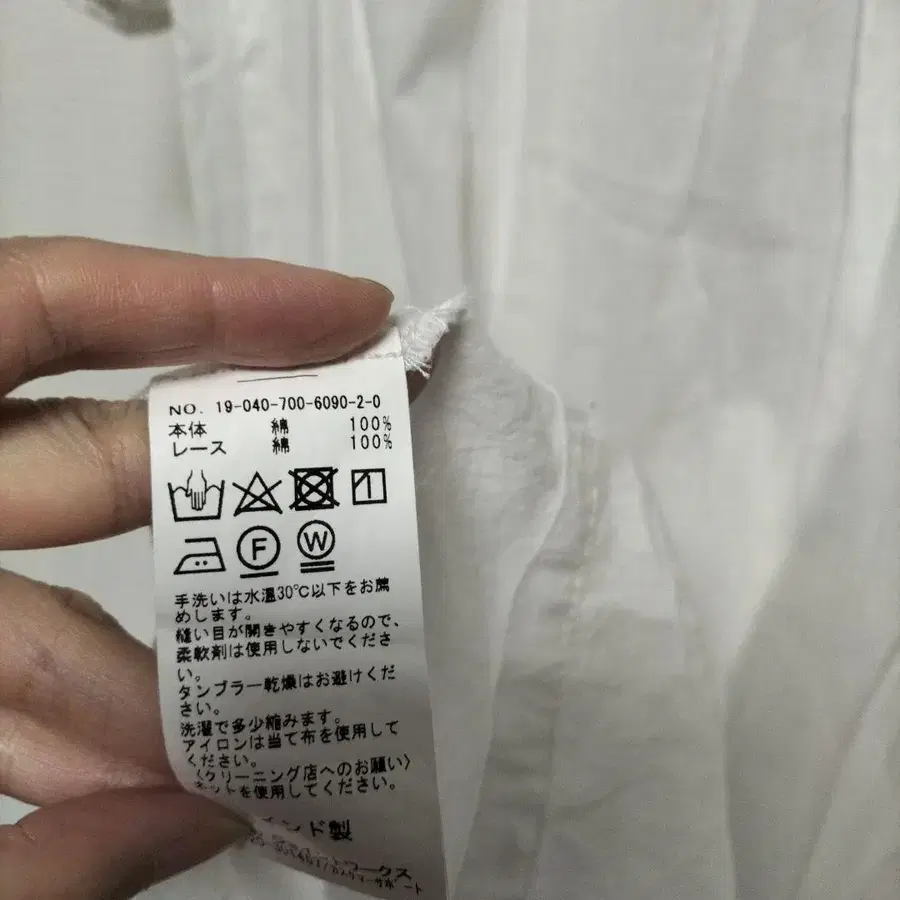 NO. 19-040-700-6090-2-0
本体 綿 100%
レース 綿 100%
F W
手洗いは水温30℃以下をお薦
めします。
縫い目が開きやすくなるので、
柔軟剤は使用しないでくださ
い。
タンブラー乾燥はお避けくだ
さい。
洗濯で多少縮みます。
アイロンは当て布を使用して
ください。
〈クリーニング店へのお願い〉
ネットを使用してください。
インド製